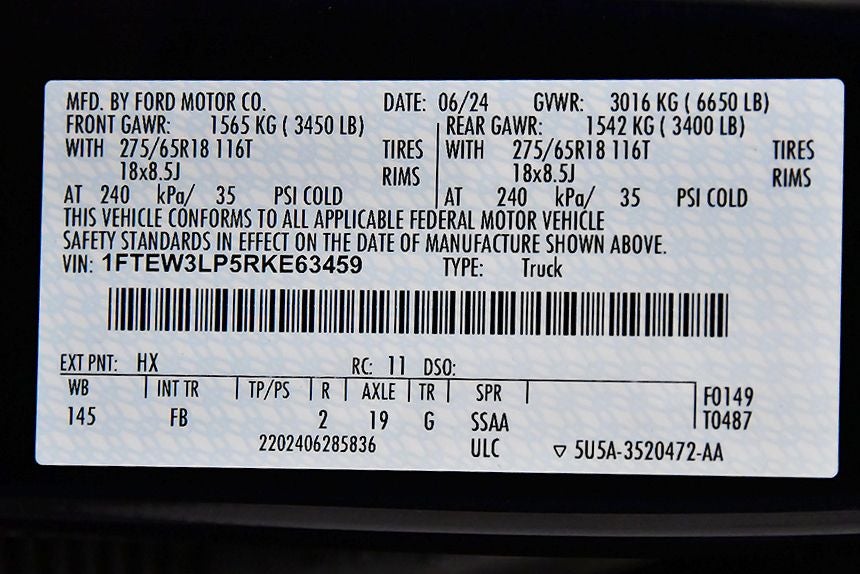 MFD. BY FORD MOTOR CO. DATE: 06/24 GVWR: 3016 KG ( 6650 LB)
FRONT GAWR: 1565 KG ( 3450 LB) REAR GAWR: 1542 KG ( 3400 LB)
WITH 275/65R18 116T TIRES WITH 275/65R18 116T TIRES
18x8.5J RIMS 18x8.5J RIMS
AT 240 kPa/ 35 PSI COLD AT 240 kPa/ 35 PSI COLD
THIS VEHICLE CONFORMS TO ALL APPLICABLE FEDERAL MOTOR VEHICLE
SAFETY STANDARDS IN EFFECT ON THE DATE OF MANUFACTURE SHOWN ABOVE.
VIN: 1FTEW3LP5RKE63459 TYPE: Truck
EXT PNT: HX RC: 11 DSO:
WB INT TR TP/PS R AXLE TR SPR F0149
145 FB 2 19 G SSAA T0487
2202406285836 ULC ▽ 5U5A-3520472-AA